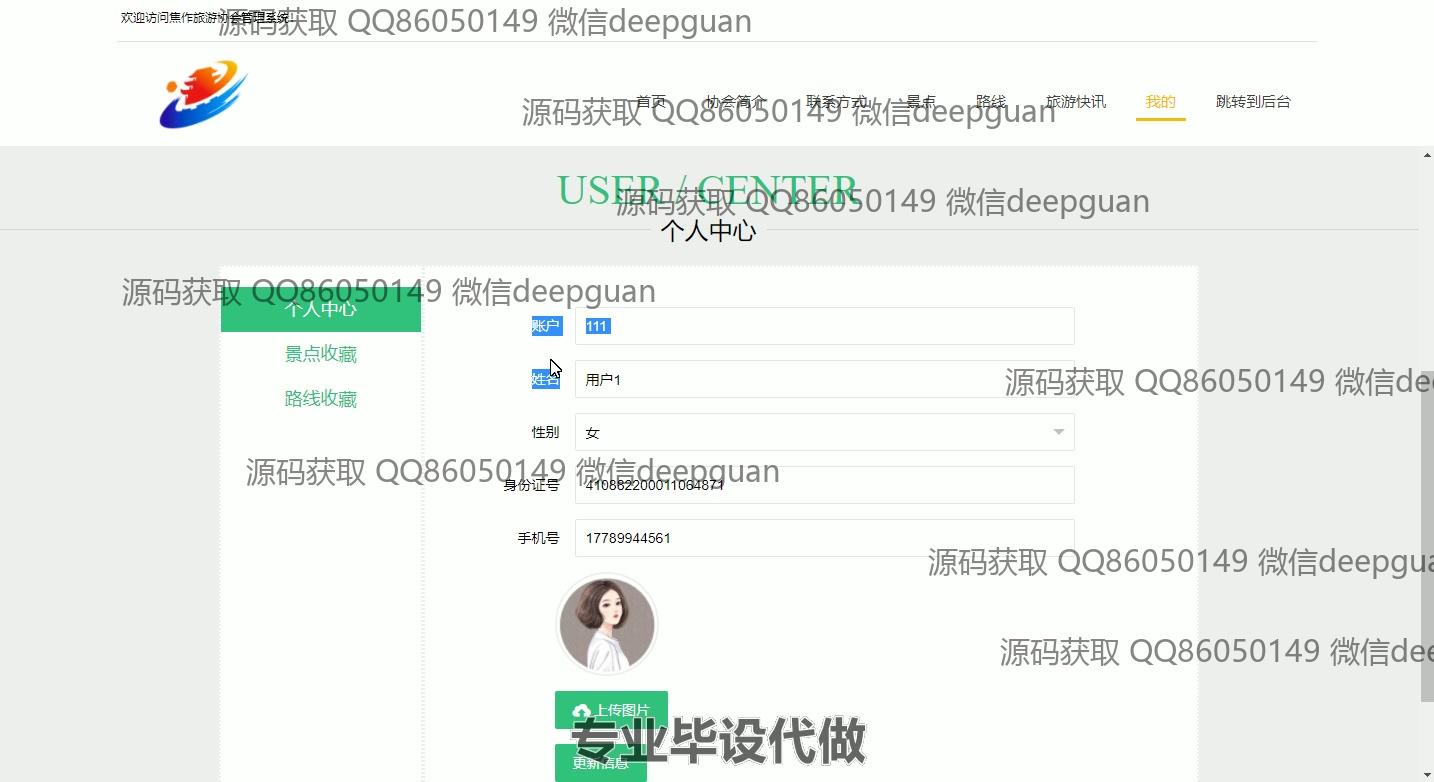 欢迎访问焦作旅游协会管理系统
源码获取 QQ86050149 微信deepguan
首页 协会简介 联系方式 景点 路线 旅游快讯 我的 跳转到后台
源码获取 QQ86050149 微信deepguan
USER / CENTER
源码获取 QQ86050149 微信deepguan
个人中心
源码获取 QQ86050149 微信deepguan
个人中心
景点收藏
路线收藏
账户 111
姓名 用户1
源码获取 QQ86050149 微信de
性别 女
源码获取 QQ86050149 微信deepguan
身份证号 410882200011064871
手机号 17789944561
源码获取 QQ86050149 微信deepgua
源码获取 QQ86050149 微信dee
上传图片
专业毕设代做
更新信息